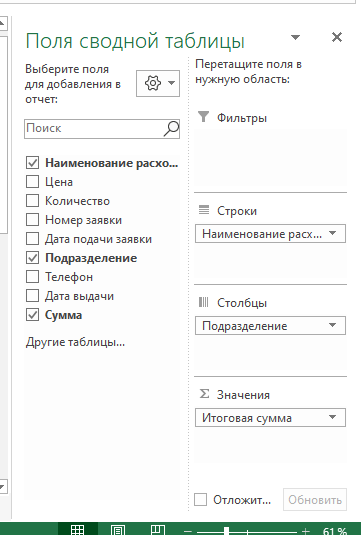 Поля сводной таблицы
Выберите поля
для добавления в
отчет:
Поиск
Наименование расхо...
Цена
Количество
Номер заявки
Дата подачи заявки
Подразделение
Телефон
Дата выдачи
Сумма
Другие таблицы...
Перетащите поля в
нужную область:
Фильтры
Строки
Наименование расх...
Столбцы
Подразделение
Σ Значения
Итоговая сумма
Отложит...
Обновить
61 %